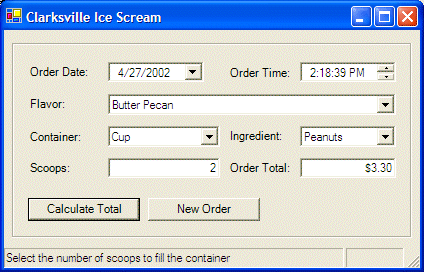 Clarksville Ice Scream
Order Date: 4/27/2002 Order Time: 2:18:39 PM
Flavor: Butter Pecan
Container: Cup Ingredient: Peanuts
Scoops: 2 Order Total: $3.30
Calculate Total New Order
Select the number of scoops to fill the container